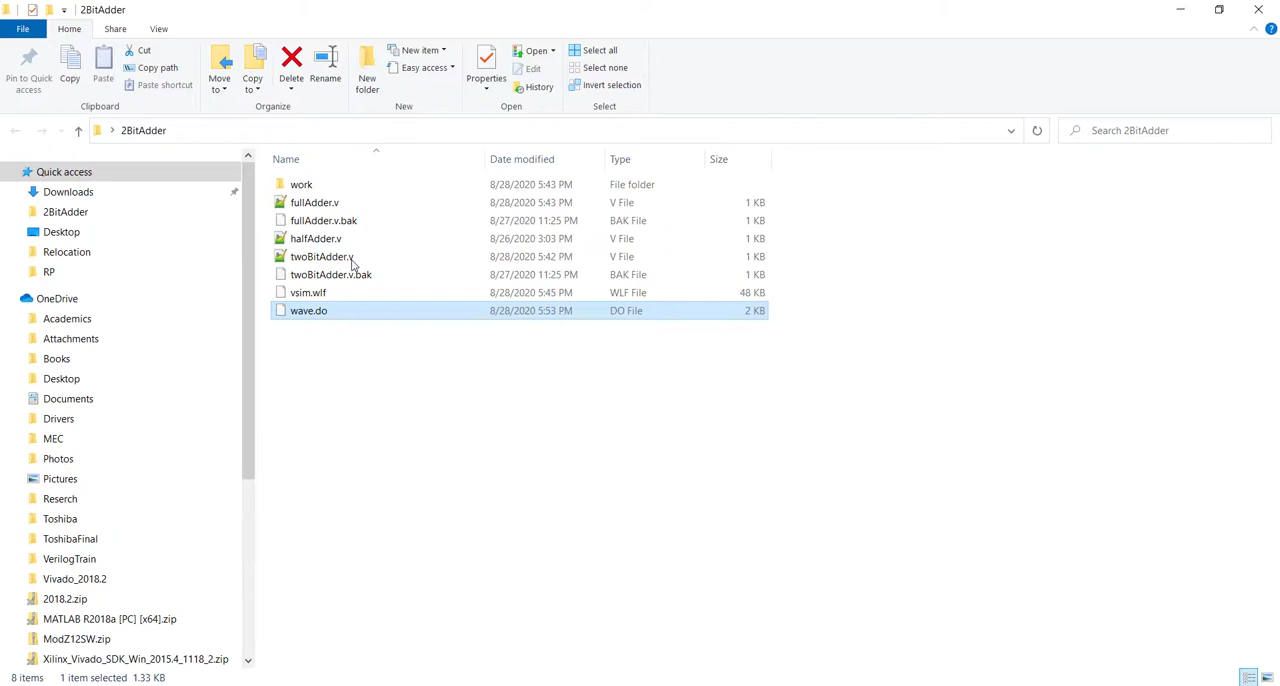 2BitAdder
File Home Share View
Pin to Quick access
Copy
Paste
Cut
Copy path
Paste shortcut
Clipboard
Move to
Copy to
Delete
Rename
Organize
New folder
New item
Easy access
New
Properties
Open
Edit
History
Open
Select all
Select none
Invert selection
Select
2BitAdder
Search 2BitAdder
Quick access
Downloads
2BitAdder
Desktop
Relocation
RP
OneDrive
Academics
Attachments
Books
Desktop
Documents
Drivers
MEC
Photos
Pictures
Reserch
Toshiba
ToshibaFinal
VerilogTrain
Vivado_2018.2
2018.2.zip
MATLAB R2018a [PC] [x64].zip
ModZ12SW.zip
Xilinx_Vivado_SDK_Win_2015.4_1118_2.zip
Name Date modified Type Size
work 8/28/2020 5:43 PM File folder
fullAdder.v 8/28/2020 5:43 PM V File 1 KB
fullAdder.v.bak 8/27/2020 11:25 PM BAK File 1 KB
halfAdder.v 8/26/2020 3:03 PM V File 1 KB
twoBitAdder.v 8/28/2020 5:42 PM V File 1 KB
twoBitAdder.v.bak 8/27/2020 11:25 PM BAK File 1 KB
vsim.wlf 8/28/2020 5:45 PM WLF File 48 KB
wave.do 8/28/2020 5:53 PM DO File 2 KB
8 items 1 item selected 1.33 KB